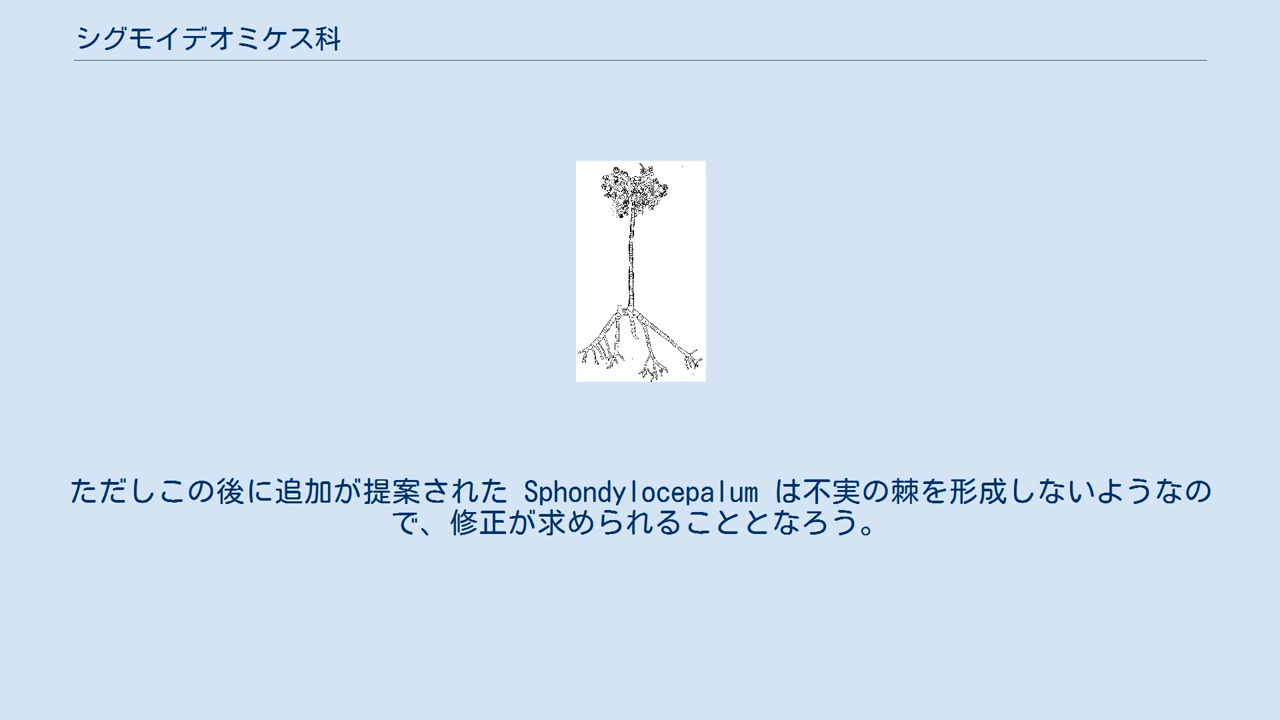 シグモイデオミケス科
ただしこの後に追加が提案された Sphondylocepalum は不実の棘を形成しないようなの
で、修正が求められることとなろう。